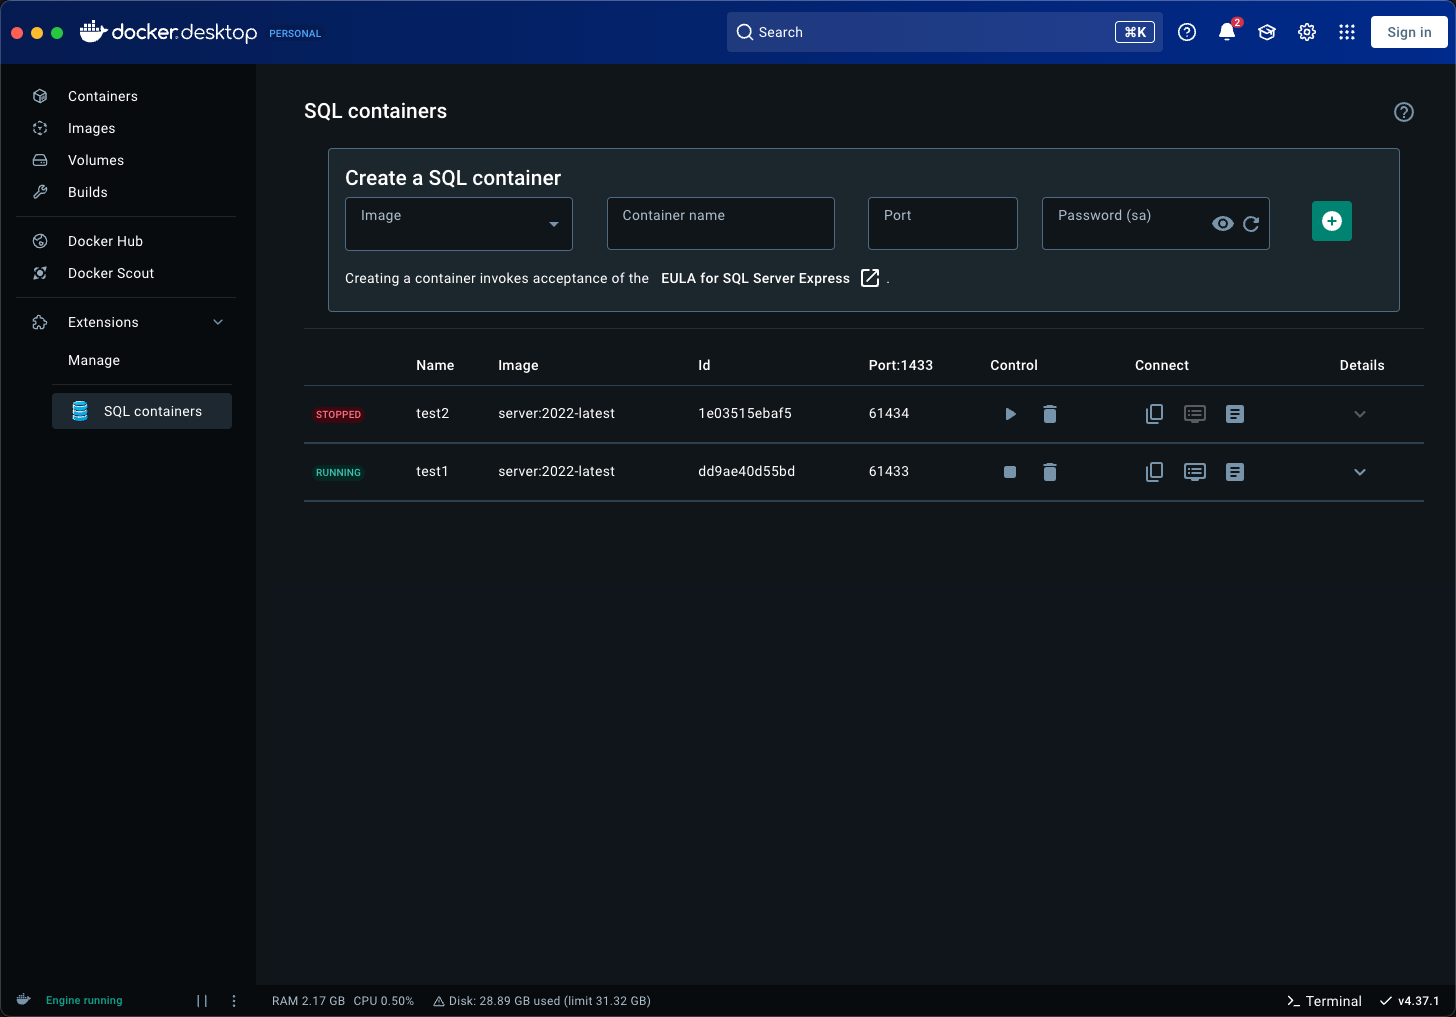 docker.desktop PERSONAL
Search ⌘K 2 Sign in
Containers
Images
Volumes
Builds
Docker Hub
Docker Scout
Extensions
Manage
SQL containers
SQL containers
Create a SQL container
Image Container name Port Password (sa)
Creating a container invokes acceptance of the EULA for SQL Server Express .
Name Image Id Port:1433 Control Connect Details
STOPPED test2 server:2022-latest 1e03515ebaf5 61434
RUNNING test1 server:2022-latest dd9ae40d55bd 61433
Engine running RAM 2.17 GB CPU 0.50% Disk: 28.89 GB used (limit 31.32 GB) Terminal v4.37.1